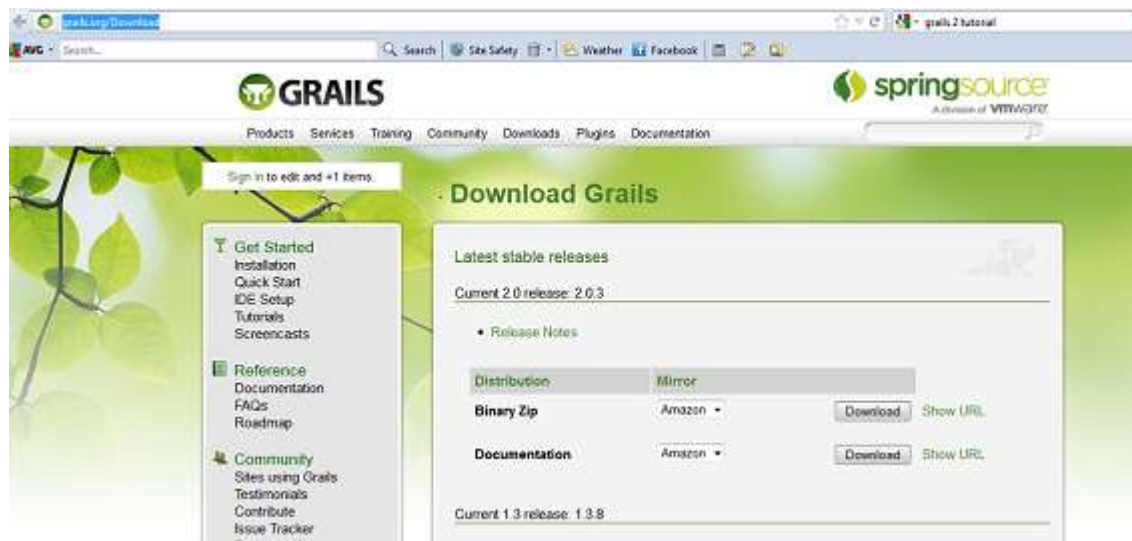 grails.org/Download
grails 2 tutorial
AVG Search... Search Site Safety Weather Facebook
GRAILS
springsource
A division of vmware
Products Services Training Community Downloads Plugins Documentation
Sign in to edit and +1 items.
Download Grails
Get Started
Installation
Quick Start
IDE Setup
Tutorials
Screencasts
Reference
Documentation
FAQs
Roadmap
Community
Sites using Grails
Testimonials
Contribute
Issue Tracker
Latest stable releases
Current 2.0 release: 2.0.3
• Release Notes
Distribution Mirror
Binary Zip Amazon Download Show URL
Documentation Amazon Download Show URL
Current 1.3 release: 1.3.8